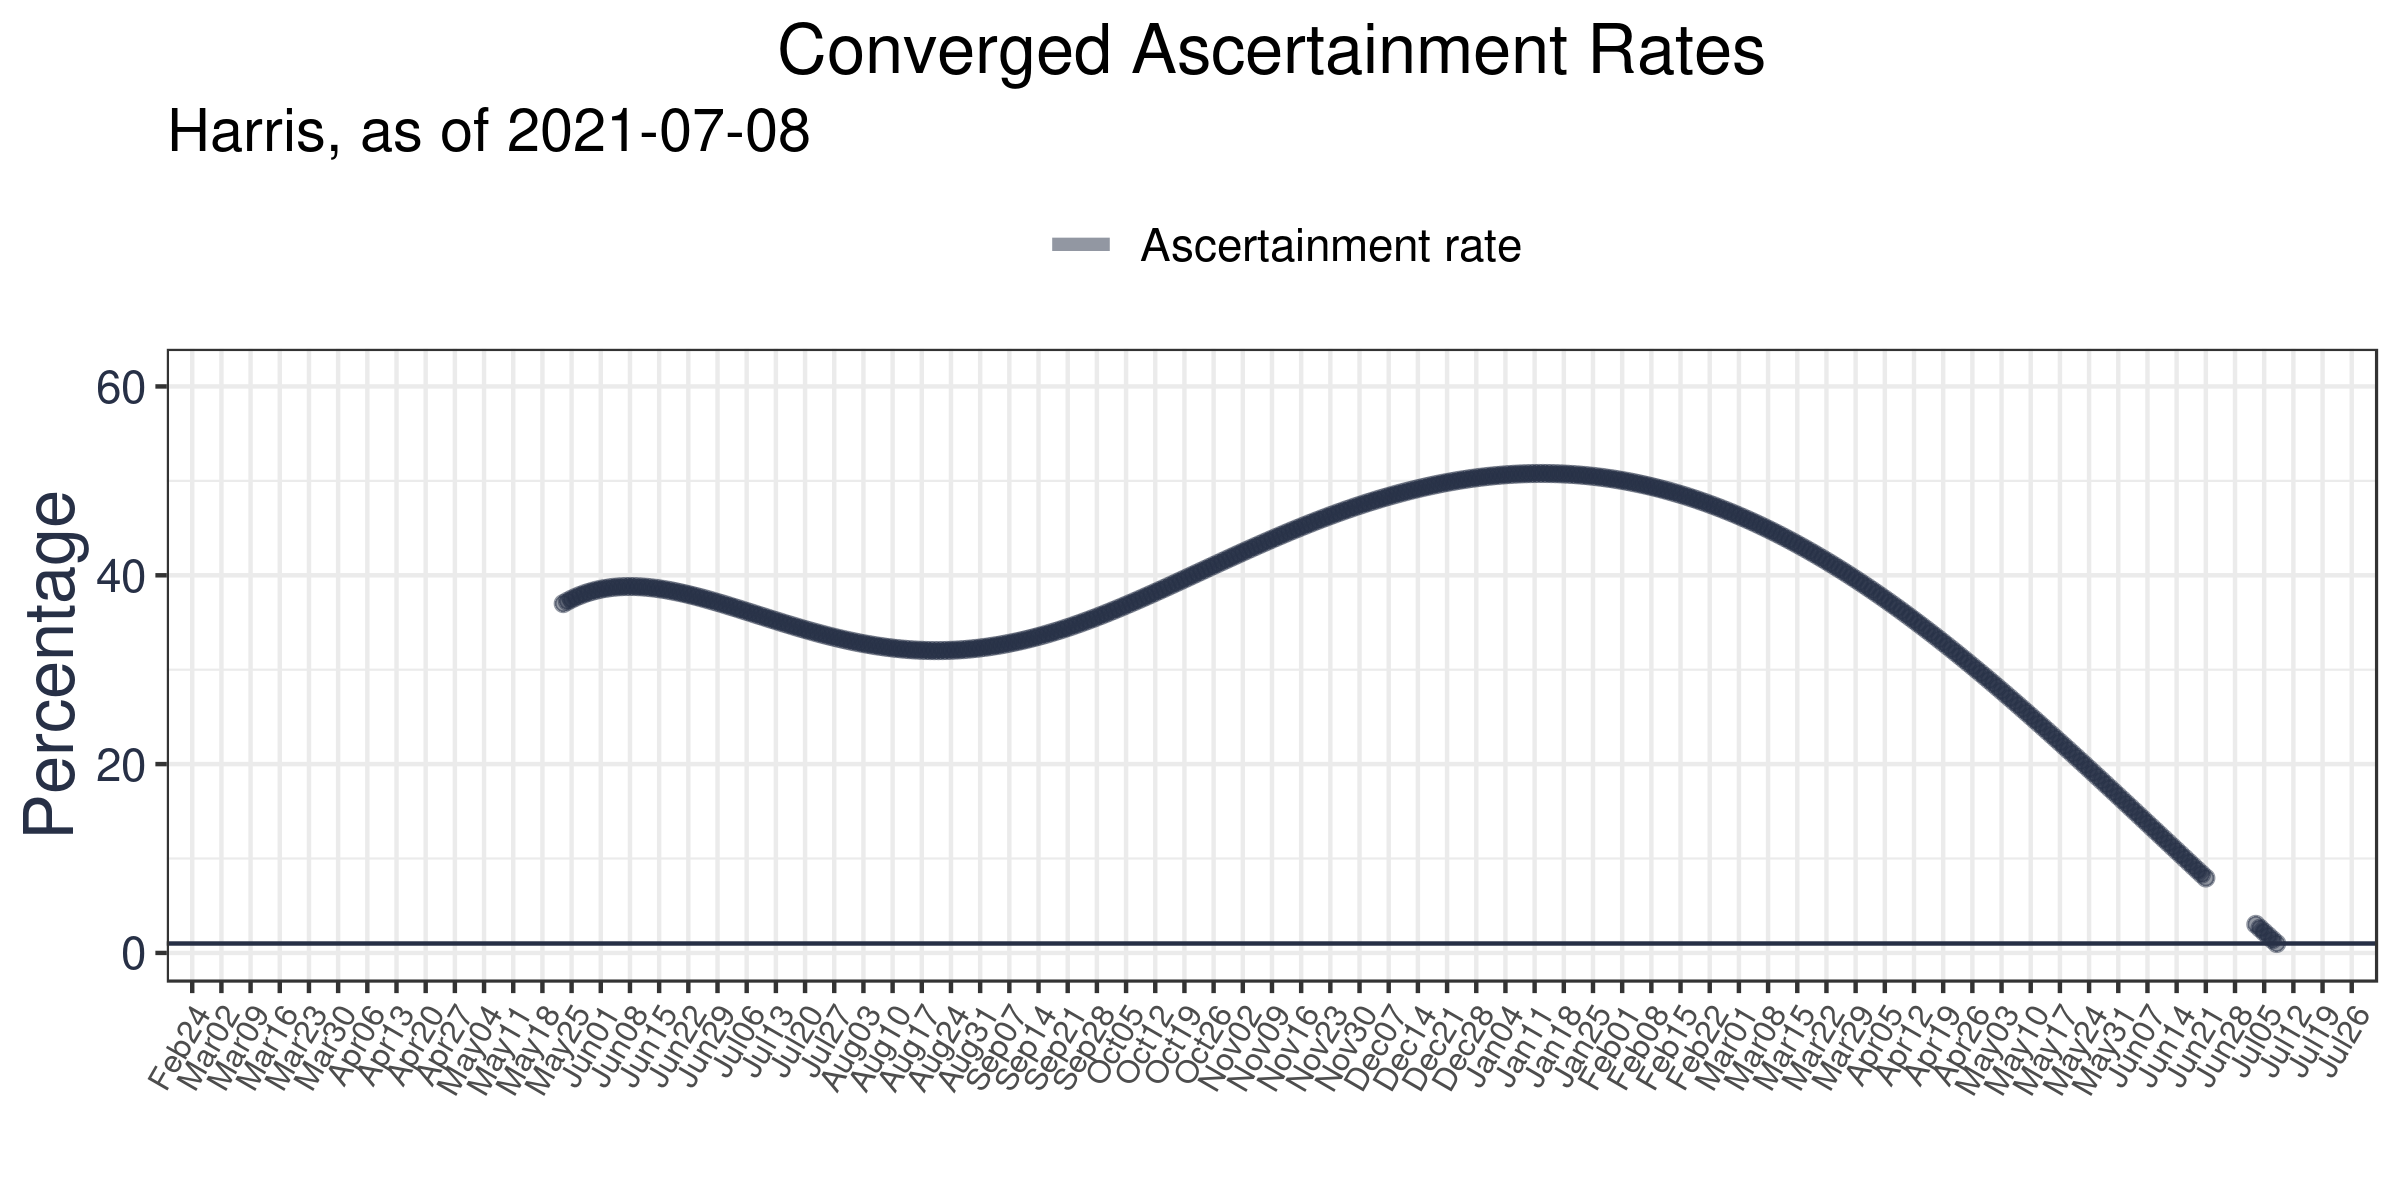 Converged Ascertainment Rates
Harris, as of 2021-07-08
Ascertainment rate
Percentage
60
40
20
0
Feb24 Mar02 Mar09 Mar16 Mar23 Mar30 Apr06 Apr13 Apr20 Apr27 May04 May11 May18 May25 Jun01 Jun08 Jun15 Jun22 Jun29 Jul06 Jul13 Jul20 Jul27 Aug03 Aug10 Aug17 Aug24 Aug31 Sep07 Sep14 Sep21 Sep28 Oct05 Oct12 Oct19 Oct26 Nov02 Nov09 Nov16 Nov23 Nov30 Dec07 Dec14 Dec21 Dec28 Jan04 Jan11 Jan18 Jan25 Feb01 Feb08 Feb15 Feb22 Mar01 Mar08 Mar15 Mar22 Mar29 Apr05 Apr12 Apr19 Apr26 May03 May10 May17 May24 May31 Jun07 Jun14 Jun21 Jun28 Jul05 Jul12 Jul19 Jul26